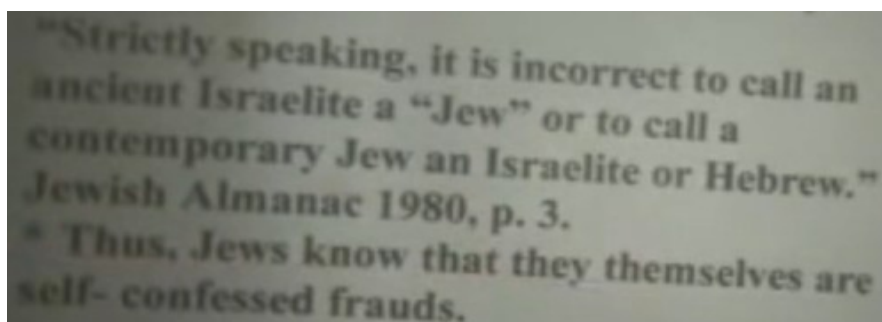 "Strictly speaking, it is incorrect to call an
ancient Israelite a "Jew" or to call a
contemporary Jew an Israelite or Hebrew."
Jewish Almanac 1980, p. 3.
* Thus, Jews know that they themselves are
self- confessed frauds.